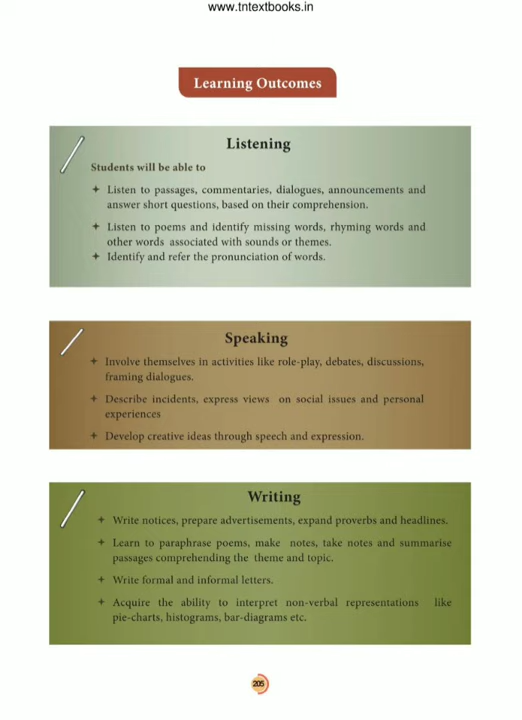 www.tntextbooks.in
Learning Outcomes
Listening
Students will be able to
✦ Listen to passages, commentaries, dialogues, announcements and
answer short questions, based on their comprehension.
✦ Listen to poems and identify missing words, rhyming words and
other words associated with sounds or themes.
✦ Identify and refer the pronunciation of words.
Speaking
✦ Involve themselves in activities like role-play, debates, discussions,
framing dialogues.
✦ Describe incidents, express views on social issues and personal
experiences
✦ Develop creative ideas through speech and expression.
Writing
✦ Write notices, prepare advertisements, expand proverbs and headlines.
✦ Learn to paraphrase poems, make notes, take notes and summarise
passages comprehending the theme and topic.
✦ Write formal and informal letters.
✦ Acquire the ability to interpret non-verbal representations like
pie-charts, histograms, bar-diagrams etc.
205